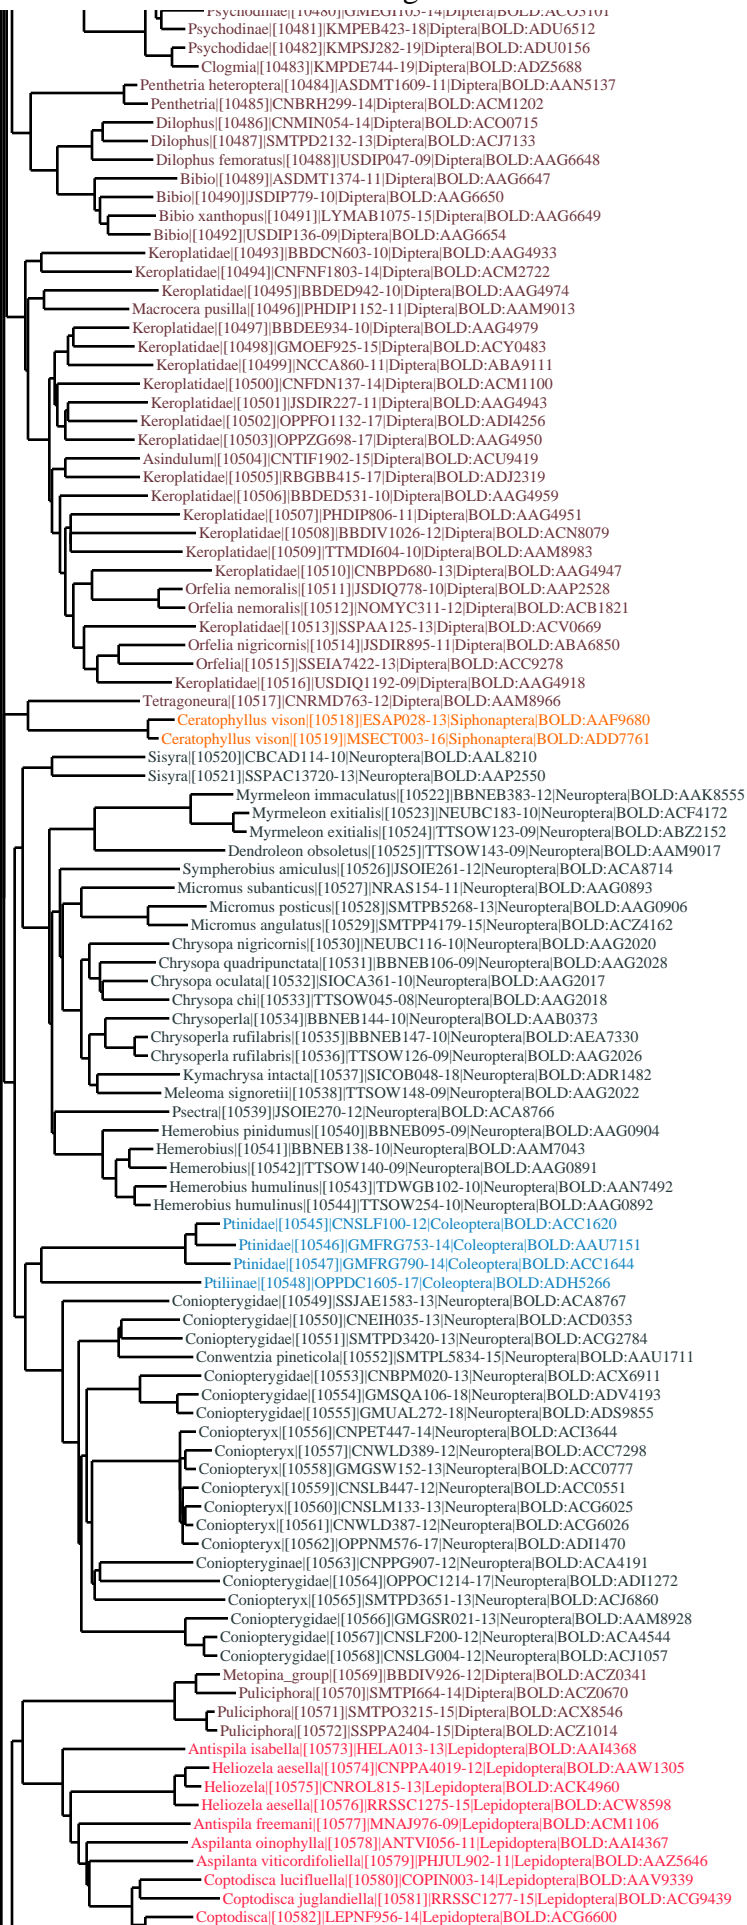 Psychodinae|[10480]|GMEGI105-14|Diptera|BOLD:ACO3101
Psychodinae|[10481]|KMPEB423-18|Diptera|BOLD:ADU6512
Psychodidae|[10482]|KMPSJ282-19|Diptera|BOLD:ADU0156
Clogmia|[10483]|KMPDE744-19|Diptera|BOLD:ADZ5688
Penthetria heteroptera|[10484]|ASDMT1609-11|Diptera|BOLD:AAN5137
Penthetria|[10485]|CNBRH299-14|Diptera|BOLD:ACM1202
Dilophus|[10486]|CNMIN054-14|Diptera|BOLD:ACO0715
Dilophus|[10487]|SMTPD2132-13|Diptera|BOLD:ACJ7133
Dilophus femoratus|[10488]|USDIP047-09|Diptera|BOLD:AAG6648
Bibio|[10489]|ASDMT1374-11|Diptera|BOLD:AAG6647
Bibio|[10490]|JSDIP779-10|Diptera|BOLD:AAG6650
Bibio xanthopus|[10491]|LYMAB1075-15|Diptera|BOLD:AAG6649
Bibio|[10492]|USDIP136-09|Diptera|BOLD:AAG6654
Keroplatidae|[10493]|BBDCN603-10|Diptera|BOLD:AAG4933
Keroplatidae|[10494]|CNFNF1803-14|Diptera|BOLD:ACM2722
Keroplatidae|[10495]|BBDED942-10|Diptera|BOLD:AAG4974
Macrocera pusilla|[10496]|PHDIP1152-11|Diptera|BOLD:AAM9013
Keroplatidae|[10497]|BBDEE934-10|Diptera|BOLD:AAG4979
Keroplatidae|[10498]|GMOEF925-15|Diptera|BOLD:ACY0483
Keroplatidae|[10499]|NCCA860-11|Diptera|BOLD:ABA9111
Keroplatidae|[10500]|CNFDN137-14|Diptera|BOLD:ACM1100
Keroplatidae|[10501]|JSDIR227-11|Diptera|BOLD:AAG4943
Keroplatidae|[10502]|OPPFO1132-17|Diptera|BOLD:ADI4256
Keroplatidae|[10503]|OPPZG698-17|Diptera|BOLD:AAG4950
Asindulum|[10504]|CNTIF1902-15|Diptera|BOLD:ACU9419
Keroplatidae|[10505]|RBGBB415-17|Diptera|BOLD:ADJ2319
Keroplatidae|[10506]|BBDED531-10|Diptera|BOLD:AAG4959
Keroplatidae|[10507]|PHDIP806-11|Diptera|BOLD:AAG4951
Keroplatidae|[10508]|BBDIV1026-12|Diptera|BOLD:ACN8079
Keroplatidae|[10509]|TTMDI604-10|Diptera|BOLD:AAM8983
Keroplatidae|[10510]|CNBPD680-13|Diptera|BOLD:AAG4947
Orfelia nemoralis|[10511]|JSDIQ778-10|Diptera|BOLD:AAP2528
Orfelia nemoralis|[10512]|NOMYC311-12|Diptera|BOLD:ACB1821
Keroplatidae|[10513]|SSPAA125-13|Diptera|BOLD:ACV0669
Orfelia nigricornis|[10514]|JSDIR895-11|Diptera|BOLD:ABA6850
Orfelia|[10515]|SSEIA7422-13|Diptera|BOLD:ACC9278
Keroplatidae|[10516]|USDIQ1192-09|Diptera|BOLD:AAG4918
Tetragoneura|[10517]|CNRMD763-12|Diptera|BOLD:AAM8966
Ceratophyllus vison|[10518]|ESAP028-13|Siphonaptera|BOLD:AAF9680
Ceratophyllus vison|[10519]|MSECT003-16|Siphonaptera|BOLD:ADD7761
Sisyra|[10520]|CBCAD114-10|Neuroptera|BOLD:AAL8210
Sisyra|[10521]|SSPAC13720-13|Neuroptera|BOLD:AAP2550
Myrmeleon immaculatus|[10522]|BBNEB383-12|Neuroptera|BOLD:AAK8555
Myrmeleon exitialis|[10523]|NEUBC183-10|Neuroptera|BOLD:ACF4172
Myrmeleon exitialis|[10524]|TTSOW123-09|Neuroptera|BOLD:ABZ2152
Dendroleon obsoletus|[10525]|TTSOW143-09|Neuroptera|BOLD:AAM9017
Sympherobius amiculus|[10526]|JSOIE261-12|Neuroptera|BOLD:ACA8714
Micromus subanticus|[10527]|NRAS154-11|Neuroptera|BOLD:AAG0893
Micromus posticus|[10528]|SMTPB5268-13|Neuroptera|BOLD:AAG0906
Micromus angulatus|[10529]|SMTPP4179-15|Neuroptera|BOLD:ACZ4162
Chrysopa nigricornis|[10530]|NEUBC116-10|Neuroptera|BOLD:AAG2020
Chrysopa quadripunctata|[10531]|BBNEB106-09|Neuroptera|BOLD:AAG2028
Chrysopa oculata|[10532]|SIOCA361-10|Neuroptera|BOLD:AAG2017
Chrysopa chi|[10533]|TTSOW045-08|Neuroptera|BOLD:AAG2018
Chrysoperla|[10534]|BBNEB144-10|Neuroptera|BOLD:AAB0373
Chrysoperla rufilabris|[10535]|BBNEB147-10|Neuroptera|BOLD:AEA7330
Chrysoperla rufilabris|[10536]|TTSOW126-09|Neuroptera|BOLD:AAG2026
Kymachrysa intacta|[10537]|SICOB048-18|Neuroptera|BOLD:ADR1482
Meleoma signoretii|[10538]|TTSOW148-09|Neuroptera|BOLD:AAG2022
Psectra|[10539]|JSOIE270-12|Neuroptera|BOLD:ACA8766
Hemerobius pinidumus|[10540]|BBNEB095-09|Neuroptera|BOLD:AAG0904
Hemerobius|[10541]|BBNEB138-10|Neuroptera|BOLD:AAM7043
Hemerobius|[10542]|TTSOW140-09|Neuroptera|BOLD:AAG0891
Hemerobius humulinus|[10543]|TDWGB102-10|Neuroptera|BOLD:AAN7492
Hemerobius humulinus|[10544]|TTSOW254-10|Neuroptera|BOLD:AAG0892
Ptinidae|[10545]|CNSLF100-12|Coleoptera|BOLD:ACC1620
Ptinidae|[10546]|GMFRG753-14|Coleoptera|BOLD:AAU7151
Ptinidae|[10547]|GMFRG790-14|Coleoptera|BOLD:ACC1644
Ptiliinae|[10548]|OPPDC1605-17|Coleoptera|BOLD:ADH5266
Coniopterygidae|[10549]|SSJAE1583-13|Neuroptera|BOLD:ACA8767
Coniopterygidae|[10550]|CNEIH035-13|Neuroptera|BOLD:ACD0353
Coniopterygidae|[10551]|SMTPD3420-13|Neuroptera|BOLD:ACG2784
Conwentzia pineticola|[10552]|SMTPL5834-15|Neuroptera|BOLD:AAU1711
Coniopterygidae|[10553]|CNBPM020-13|Neuroptera|BOLD:ACX6911
Coniopterygidae|[10554]|GMSQA106-18|Neuroptera|BOLD:ADV4193
Coniopterygidae|[10555]|GMUAL272-18|Neuroptera|BOLD:ADS9855
Coniopteryx|[10556]|CNPET447-14|Neuroptera|BOLD:ACI3644
Coniopteryx|[10557]|CNWLD389-12|Neuroptera|BOLD:ACC7298
Coniopteryx|[10558]|GMGSW152-13|Neuroptera|BOLD:ACC0777
Coniopteryx|[10559]|CNSLB447-12|Neuroptera|BOLD:ACC0551
Coniopteryx|[10560]|CNSLM133-13|Neuroptera|BOLD:ACG6025
Coniopteryx|[10561]|CNWLD387-12|Neuroptera|BOLD:ACG6026
Coniopteryx|[10562]|OPPNM576-17|Neuroptera|BOLD:ADI1470
Coniopteryginae|[10563]|CNPPG907-12|Neuroptera|BOLD:ACA4191
Coniopterygidae|[10564]|OPPOC1214-17|Neuroptera|BOLD:ADI1272
Coniopteryx|[10565]|SMTPD3651-13|Neuroptera|BOLD:ACJ6860
Coniopterygidae|[10566]|GMGSR021-13|Neuroptera|BOLD:AAM8928
Coniopterygidae|[10567]|CNSLF200-12|Neuroptera|BOLD:ACA4544
Coniopterygidae|[10568]|CNSLG004-12|Neuroptera|BOLD:ACJ1057
Metopina_group|[10569]|BBDIV926-12|Diptera|BOLD:ACZ0341
Puliciphora|[10570]|SMTPI664-14|Diptera|BOLD:ACZ0670
Puliciphora|[10571]|SMTPO3215-15|Diptera|BOLD:ACX8546
Puliciphora|[10572]|SSPPA2404-15|Diptera|BOLD:ACZ1014
Antispila isabella|[10573]|HELA013-13|Lepidoptera|BOLD:AAI4368
Heliozela aesella|[10574]|CNPPA4019-12|Lepidoptera|BOLD:AAW1305
Heliozela|[10575]|CNROL815-13|Lepidoptera|BOLD:ACK4960
Heliozela aesella|[10576]|RRSSC1275-15|Lepidoptera|BOLD:ACW8598
Antispila freemani|[10577]|MNAJ976-09|Lepidoptera|BOLD:ACM1106
Aspilanta oinophylla|[10578]|ANTVI056-11|Lepidoptera|BOLD:AAI4367
Aspilanta viticordifoliella|[10579]|PHJUL902-11|Lepidoptera|BOLD:AAZ5646
Coptodisca lucifluella|[10580]|COPIN003-14|Lepidoptera|BOLD:AAV9339
Coptodisca juglandiella|[10581]|RRSSC1277-15|Lepidoptera|BOLD:ACG9439
Coptodisca|[10582]|LEPNF956-14|Lepidoptera|BOLD:ACG6600